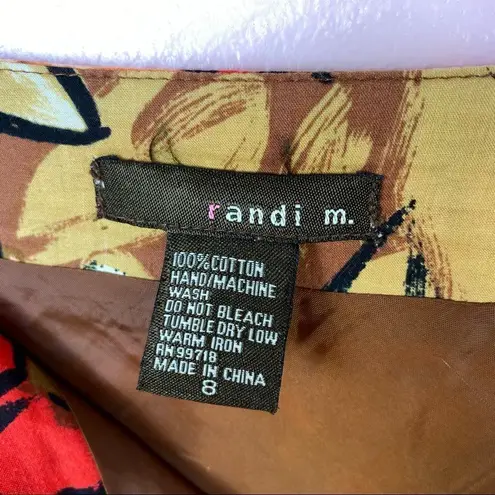 randi m.
100% COTTON
HAND/MACHINE
WASH
DO NOT BLEACH
TUMBLE DRY LOW
WARM IRON
RN 99718
MADE IN CHINA
8